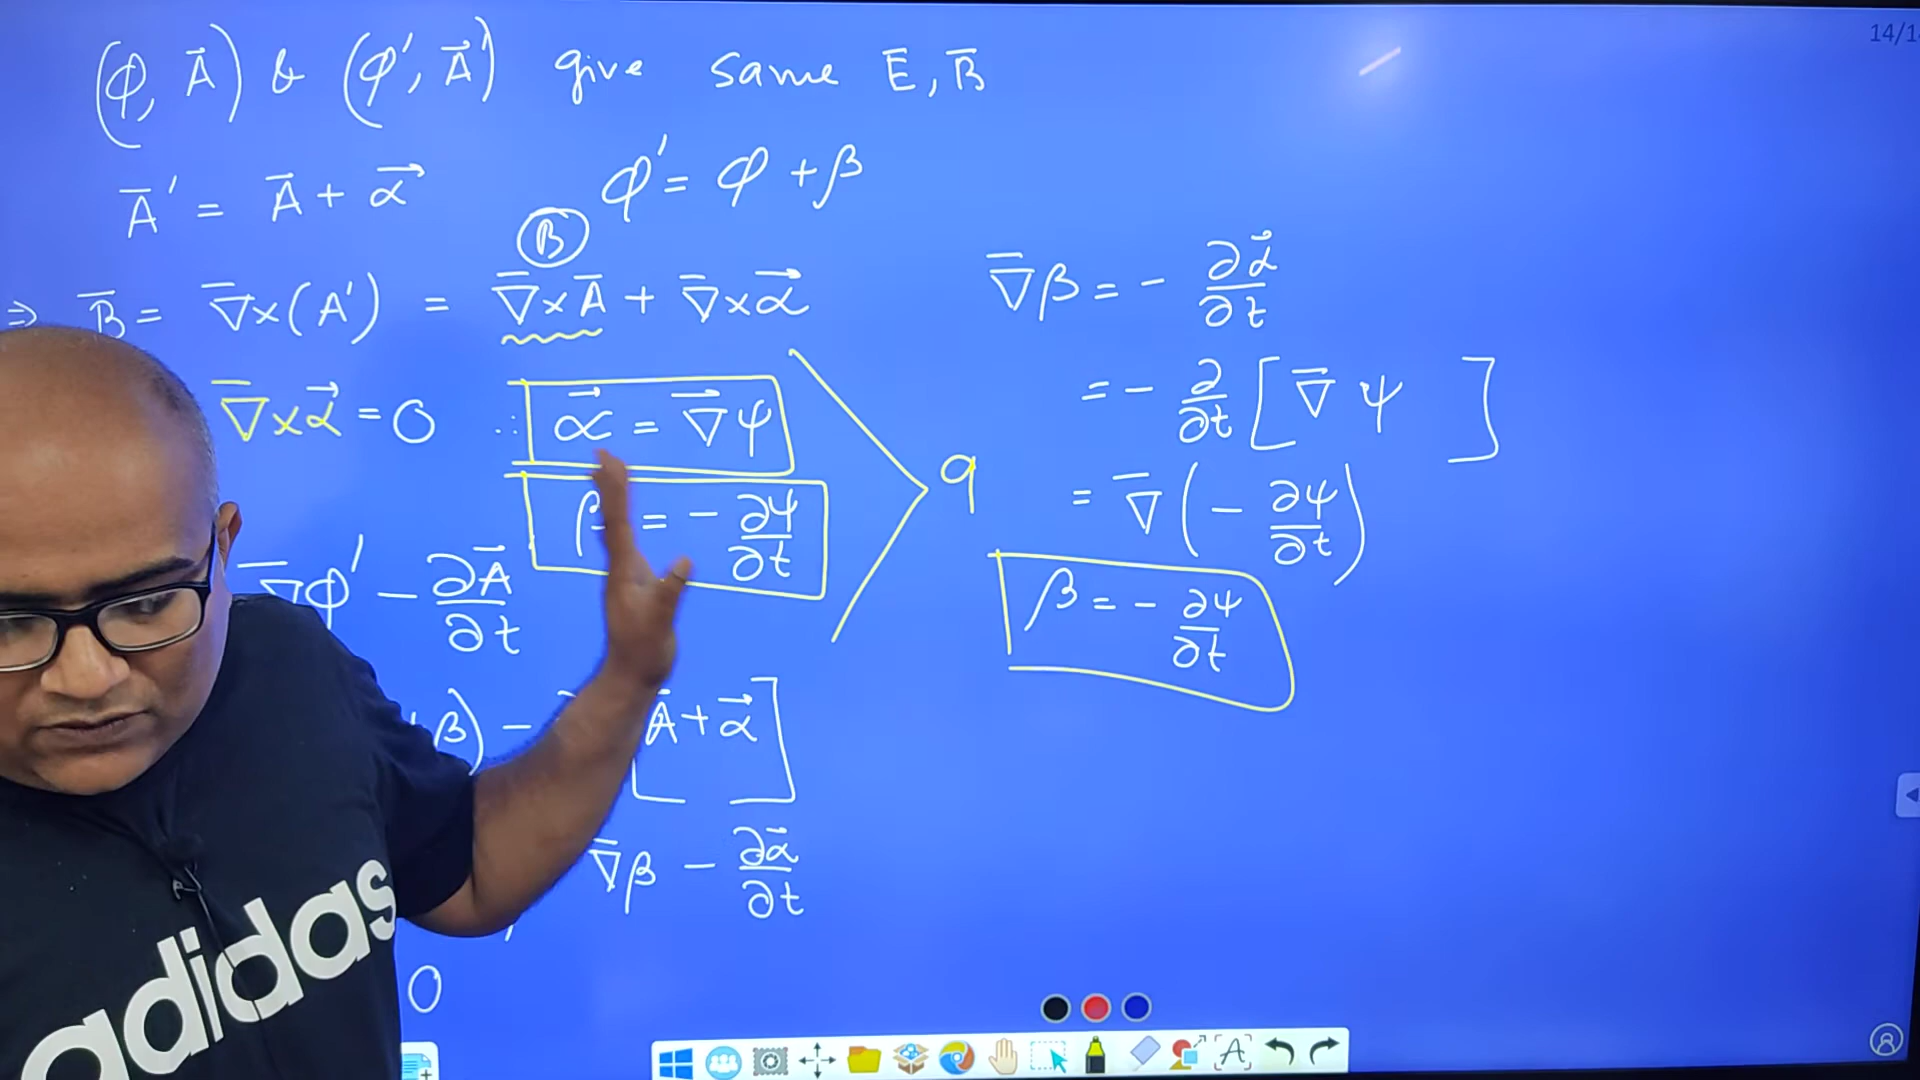 (φ, A̅) & (φ′, A̅′) give same E̅, B̅
A̅′ = A̅ + α⃗
φ′ = φ + β
B
⇒ B̅ = ∇̅×(A′) = ∇̅×A̅ + ∇̅×α⃗
∇̅×α⃗ = 0 ∴ α⃗ = ∇̅ψ
β = - ∂ψ/∂t
∇̅φ′ - ∂A̅/∂t
β) - A̅ + α⃗]
∇̅β - ∂α̅/∂t
0
9
∇̅β = - ∂α⃗/∂t
= - ∂/∂t [∇̅ψ ]
= ∇̅(- ∂ψ/∂t)
β = - ∂ψ/∂t
14/1
adidas
A